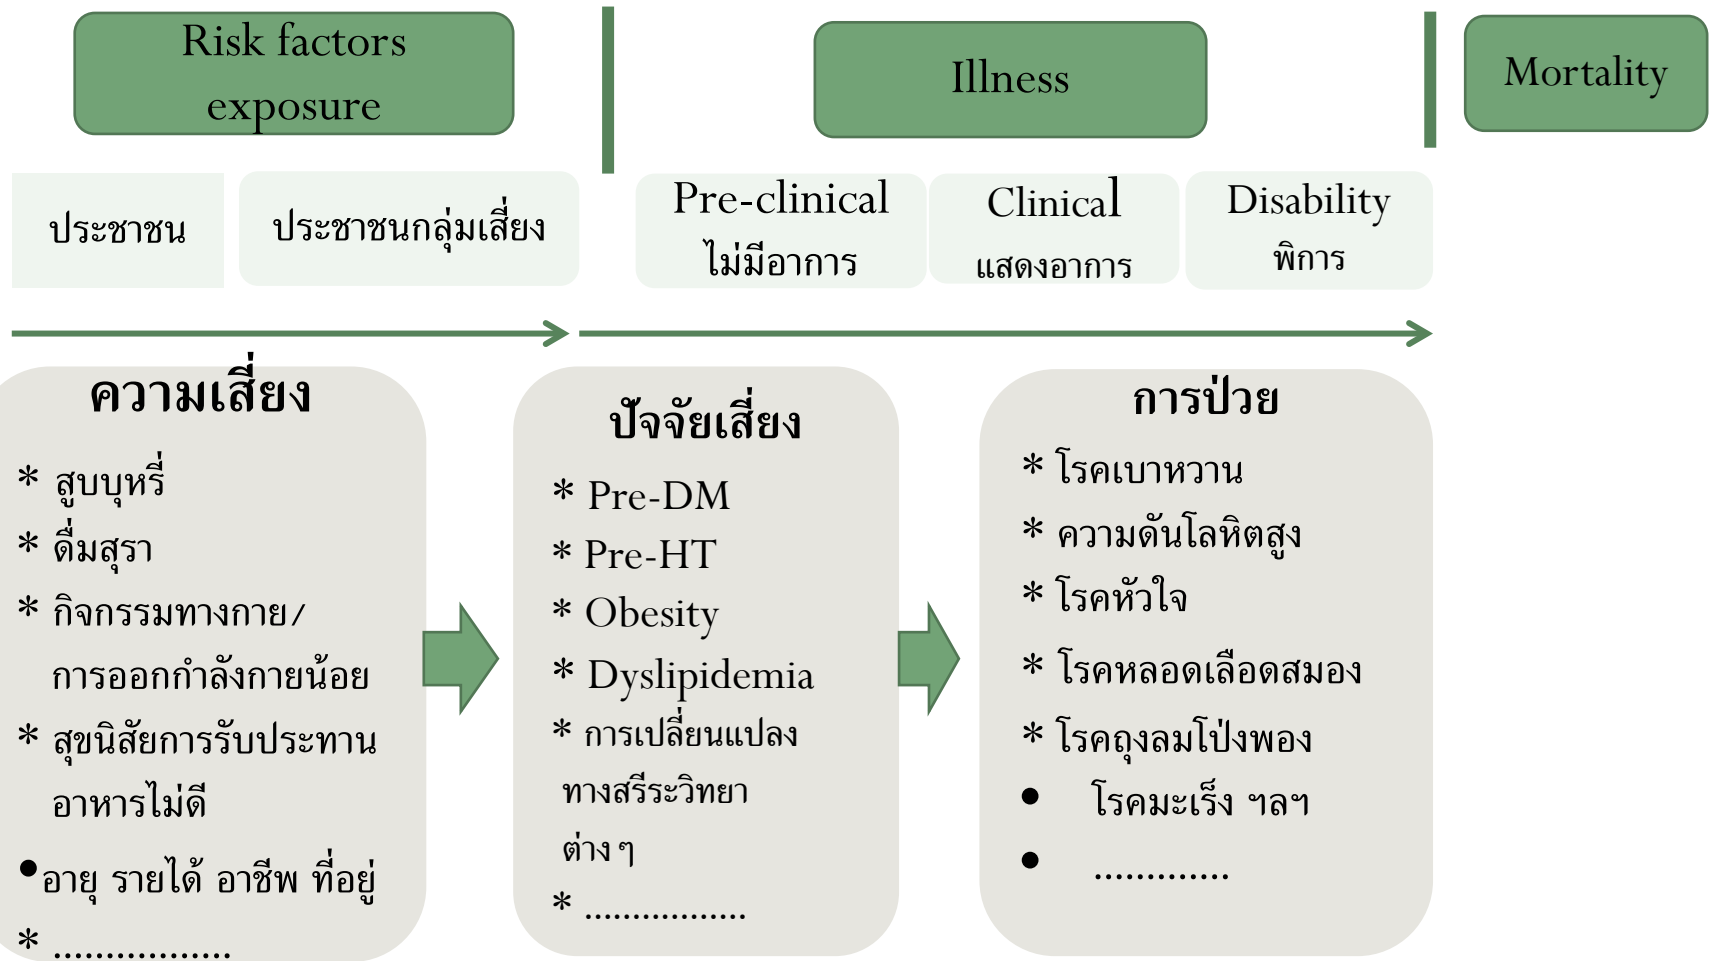 Risk factors
exposure
Illness
Mortality
ประชาชน
ประชาชนกลุ่มเสี่ยง
Pre-clinical
ไม่มีอาการ
Clinical
แสดงอาการ
Disability
พิการ
ความเสี่ยง
* สูบบุหรี่
* ดื่มสุรา
* กิจกรรมทางกาย/
การออกกำลังกายน้อย
* สุขนิสัยการรับประทาน
อาหารไม่ดี
•อายุ รายได้ อาชีพ ที่อยู่
* .................
ปัจจัยเสี่ยง
* Pre-DM
* Pre-HT
* Obesity
* Dyslipidemia
* การเปลี่ยนแปลง
ทางสรีระวิทยา
ต่าง ๆ
* .................
การป่วย
* โรคเบาหวาน
* ความดันโลหิตสูง
* โรคหัวใจ
* โรคหลอดเลือดสมอง
* โรคถุงลมโป่งพอง
• โรคมะเร็ง ฯลฯ
• .............